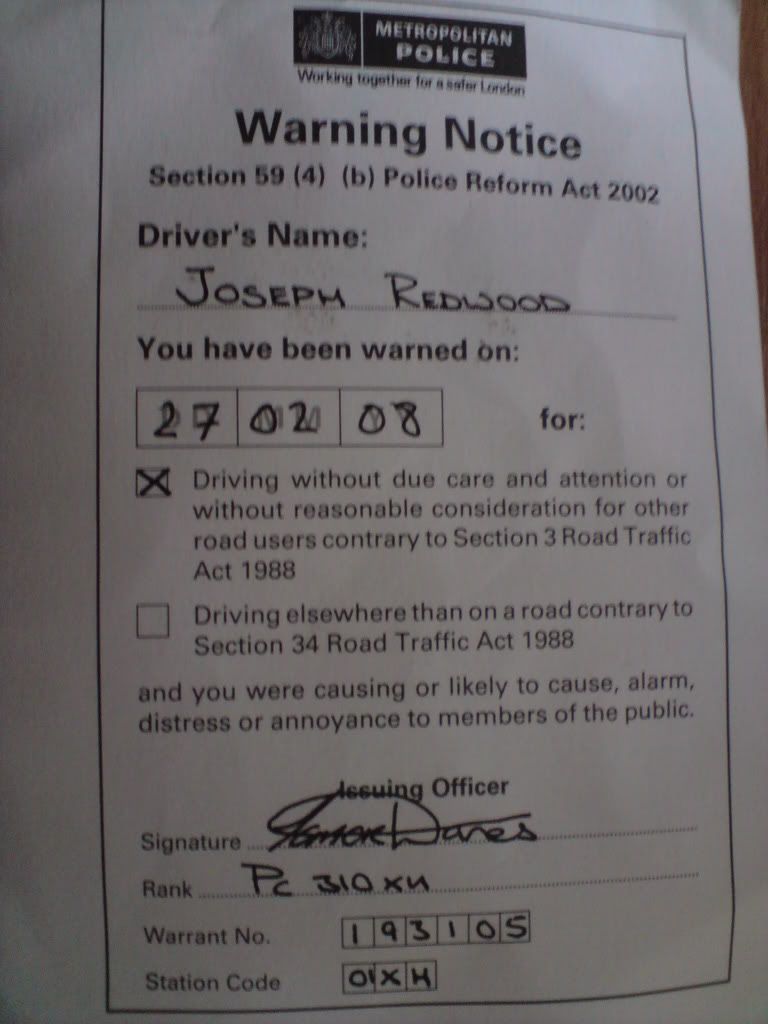 METROPOLITAN
POLICE
Working together for a safer London
Warning Notice
Section 59 (4) (b) Police Reform Act 2002
Driver's Name:
JOSEPH REDWOOD
You have been warned on:
27 02 08 for:
Driving without due care and attention or
without reasonable consideration for other
road users contrary to Section 3 Road Traffic
Act 1988
Driving elsewhere than on a road contrary to
Section 34 Road Traffic Act 1988
and you were causing or likely to cause, alarm,
distress or annoyance to members of the public.
Issuing Officer
Signature
Rank PC 310XH
Warrant No. 193105
Station Code 01XH